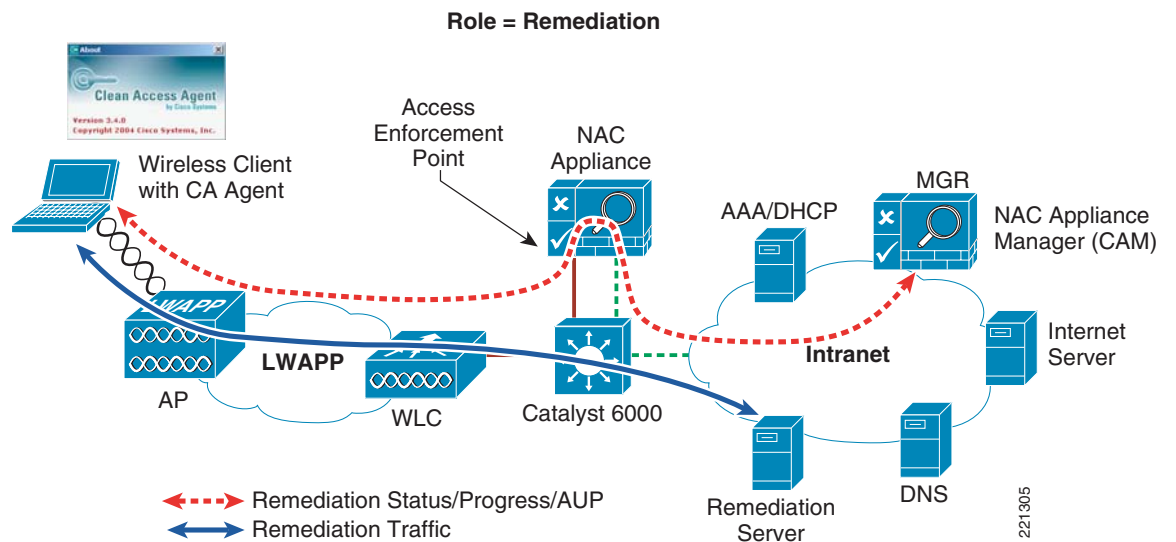 Role = Remediation
About
Clean Access Agent
by Cisco Systems
Version 3.4.0
Copyright 2004 Cisco Systems, Inc.
Wireless Client
with CA Agent
Access
Enforcement
Point
NAC
Appliance
AAA/DHCP
MGR
NAC Appliance
Manager (CAM)
LWAPP
AP
LWAPP
WLC
Catalyst 6000
Intranet
Internet
Server
DNS
Remediation
Server
Remediation Status/Progress/AUP
Remediation Traffic
221305